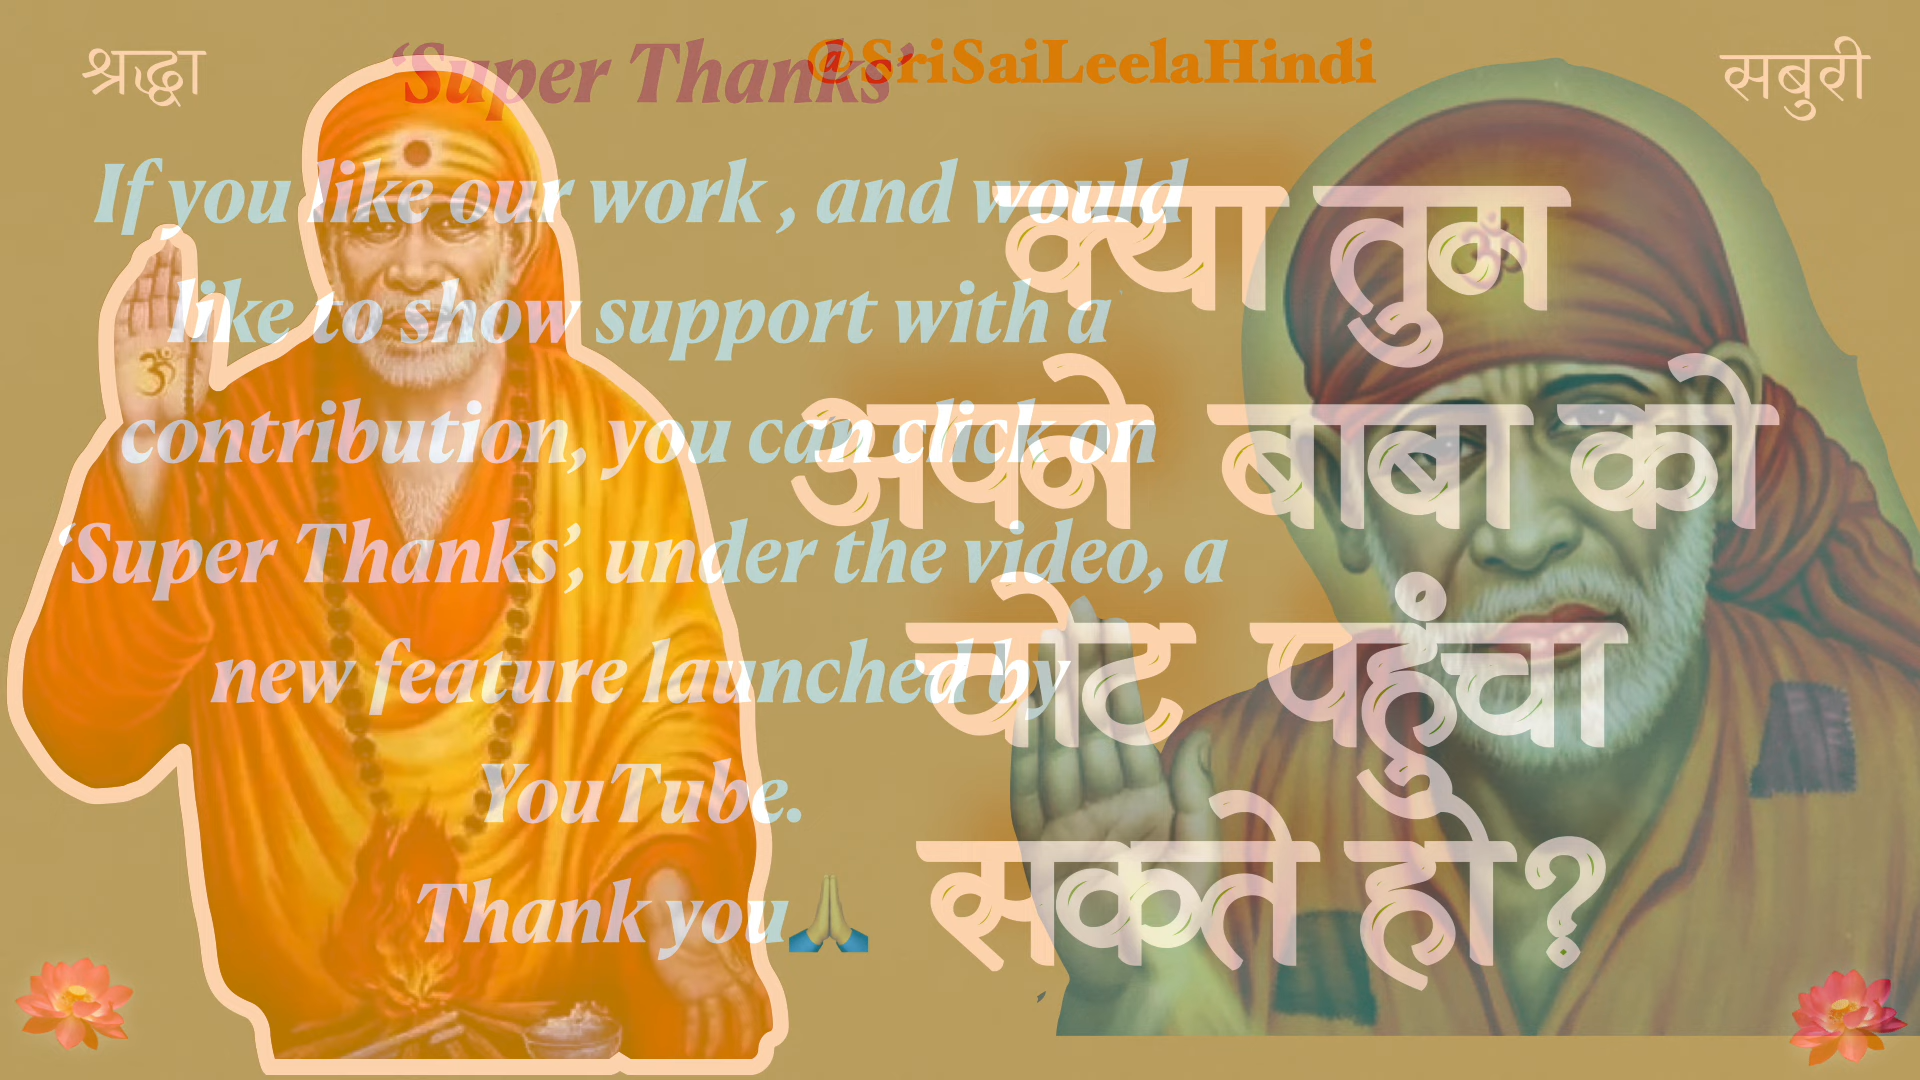 श्रद्धा
‘Super Thanks’
@SriSaiLeelaHindi
सबुरी
If you like our work , and would
like to show support with a
contribution, you can click on
‘Super Thanks’, under the video, a
new feature launched by
YouTube.
Thank you🙏
क्या तुम
अपने बाबा को
चोट पहुंचा
सकते हो?
ॐ
ॐ